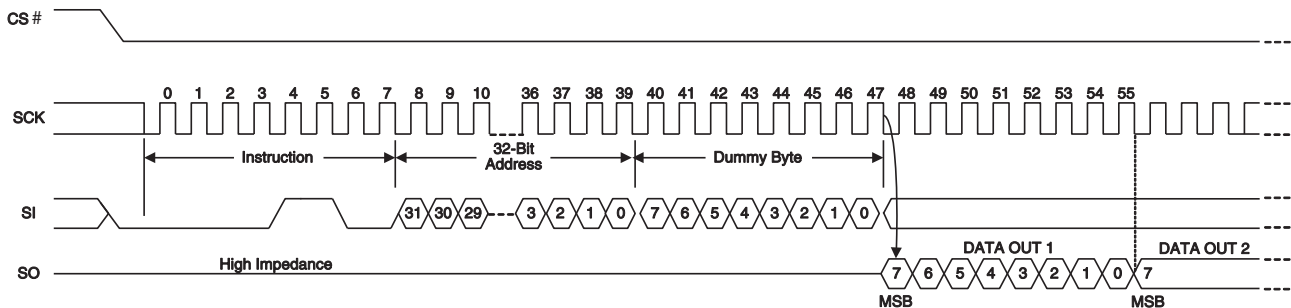 CS #
0 1 2 3 4 5 6 7 8 9 10 36 37 38 39 40 41 42 43 44 45 46 47 48 49 50 51 52 53 54 55
SCK
Instruction
32-Bit
Address
Dummy Byte
SI
31 30 29 3 2 1 0 7 6 5 4 3 2 1 0
DATA OUT 1
DATA OUT 2
High Impedance
SO
7 6 5 4 3 2 1 0 7
MSB
MSB